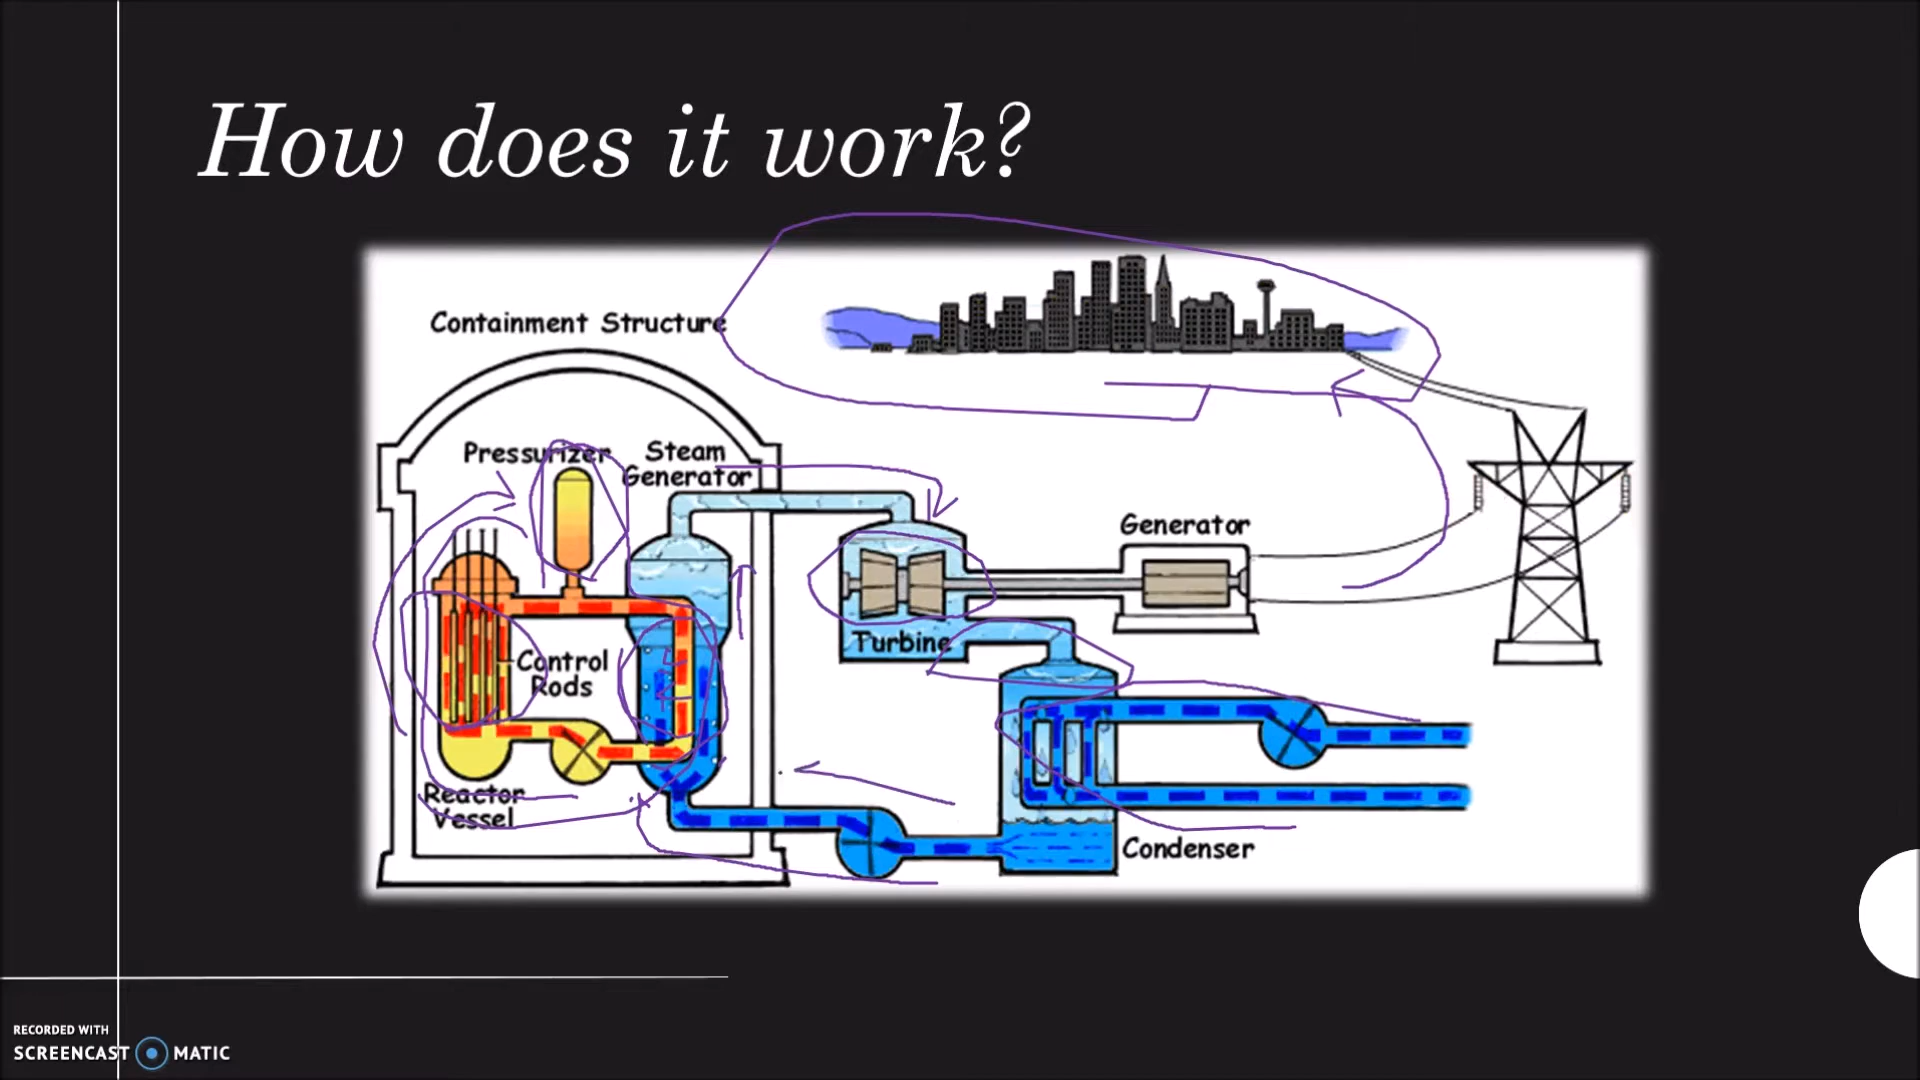 How does it work?
Containment Structure
Pressurizer
Steam
Generator
Generator
Turbine
Control
Rods
Reactor
Vessel
Condenser
RECORDED WITH
SCREENCAST MATIC